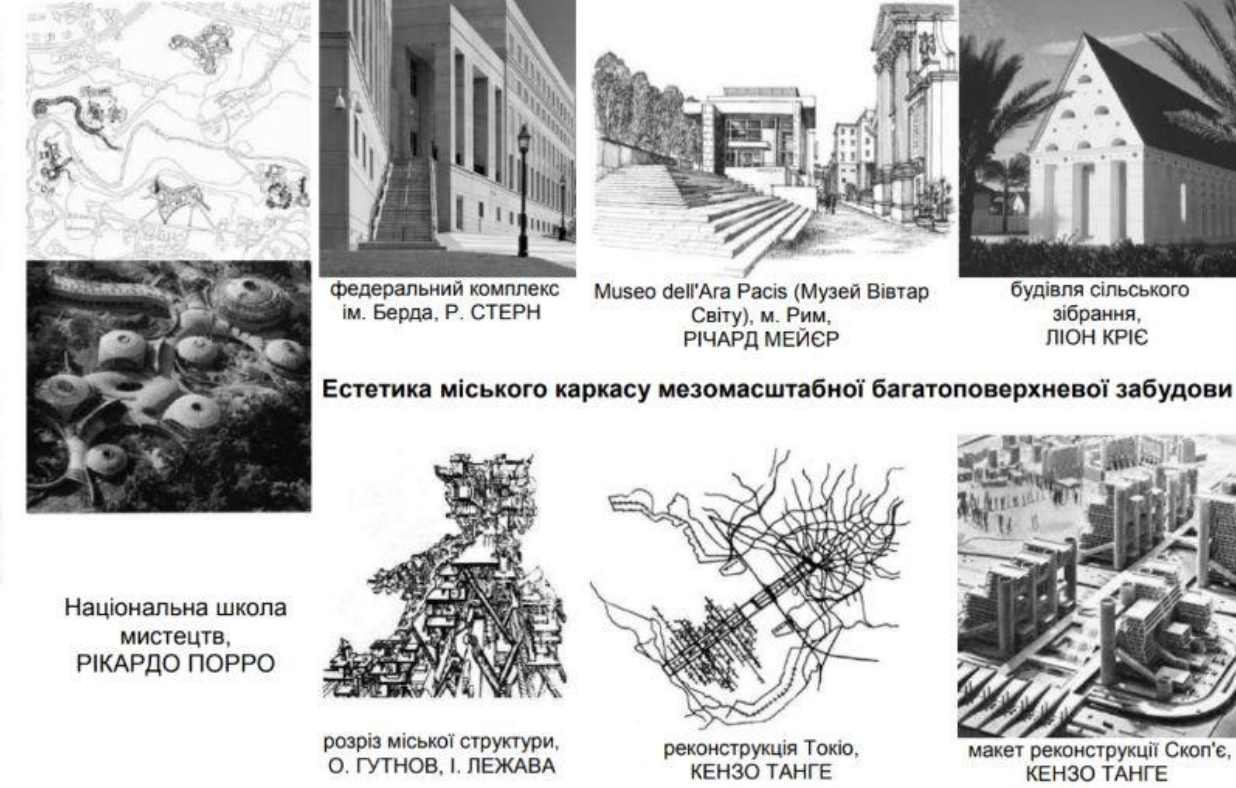 федеральний комплекс
ім. Берда, Р. СТЕРН
Museo dell'Ara Pacis (Музей Вівтар
Світу), м. Рим,
РІЧАРД МЕЙЄР
будівля сільського
зібрання,
ЛІОН КРІЄ
Естетика міського каркасу мезомасштабної багатоповерхневої забудови
Національна школа
мистецтв,
РІКАРДО ПОРРО
розріз міської структури,
О. ГУТНОВ, І. ЛЕЖАВА
реконструкція Токіо,
КЕНЗО ТАНГЕ
макет реконструкції Скоп'є,
КЕНЗО ТАНГЕ